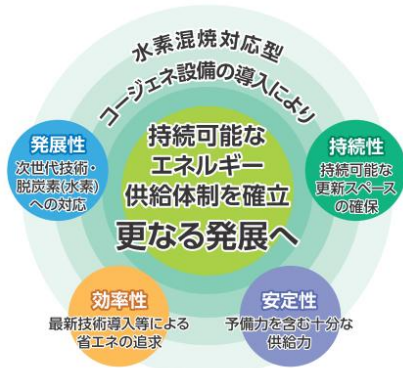 水素混焼対応型
コージェネ設備の導入により
持続可能な
エネルギー
供給体制を確立
更なる発展へ
発展性
次世代技術・
脱炭素(水素)
への対応
持続性
持続可能な
更新スペース
の確保
効率性
最新技術導入等による
省エネの追求
安定性
予備力を含む十分な
供給力